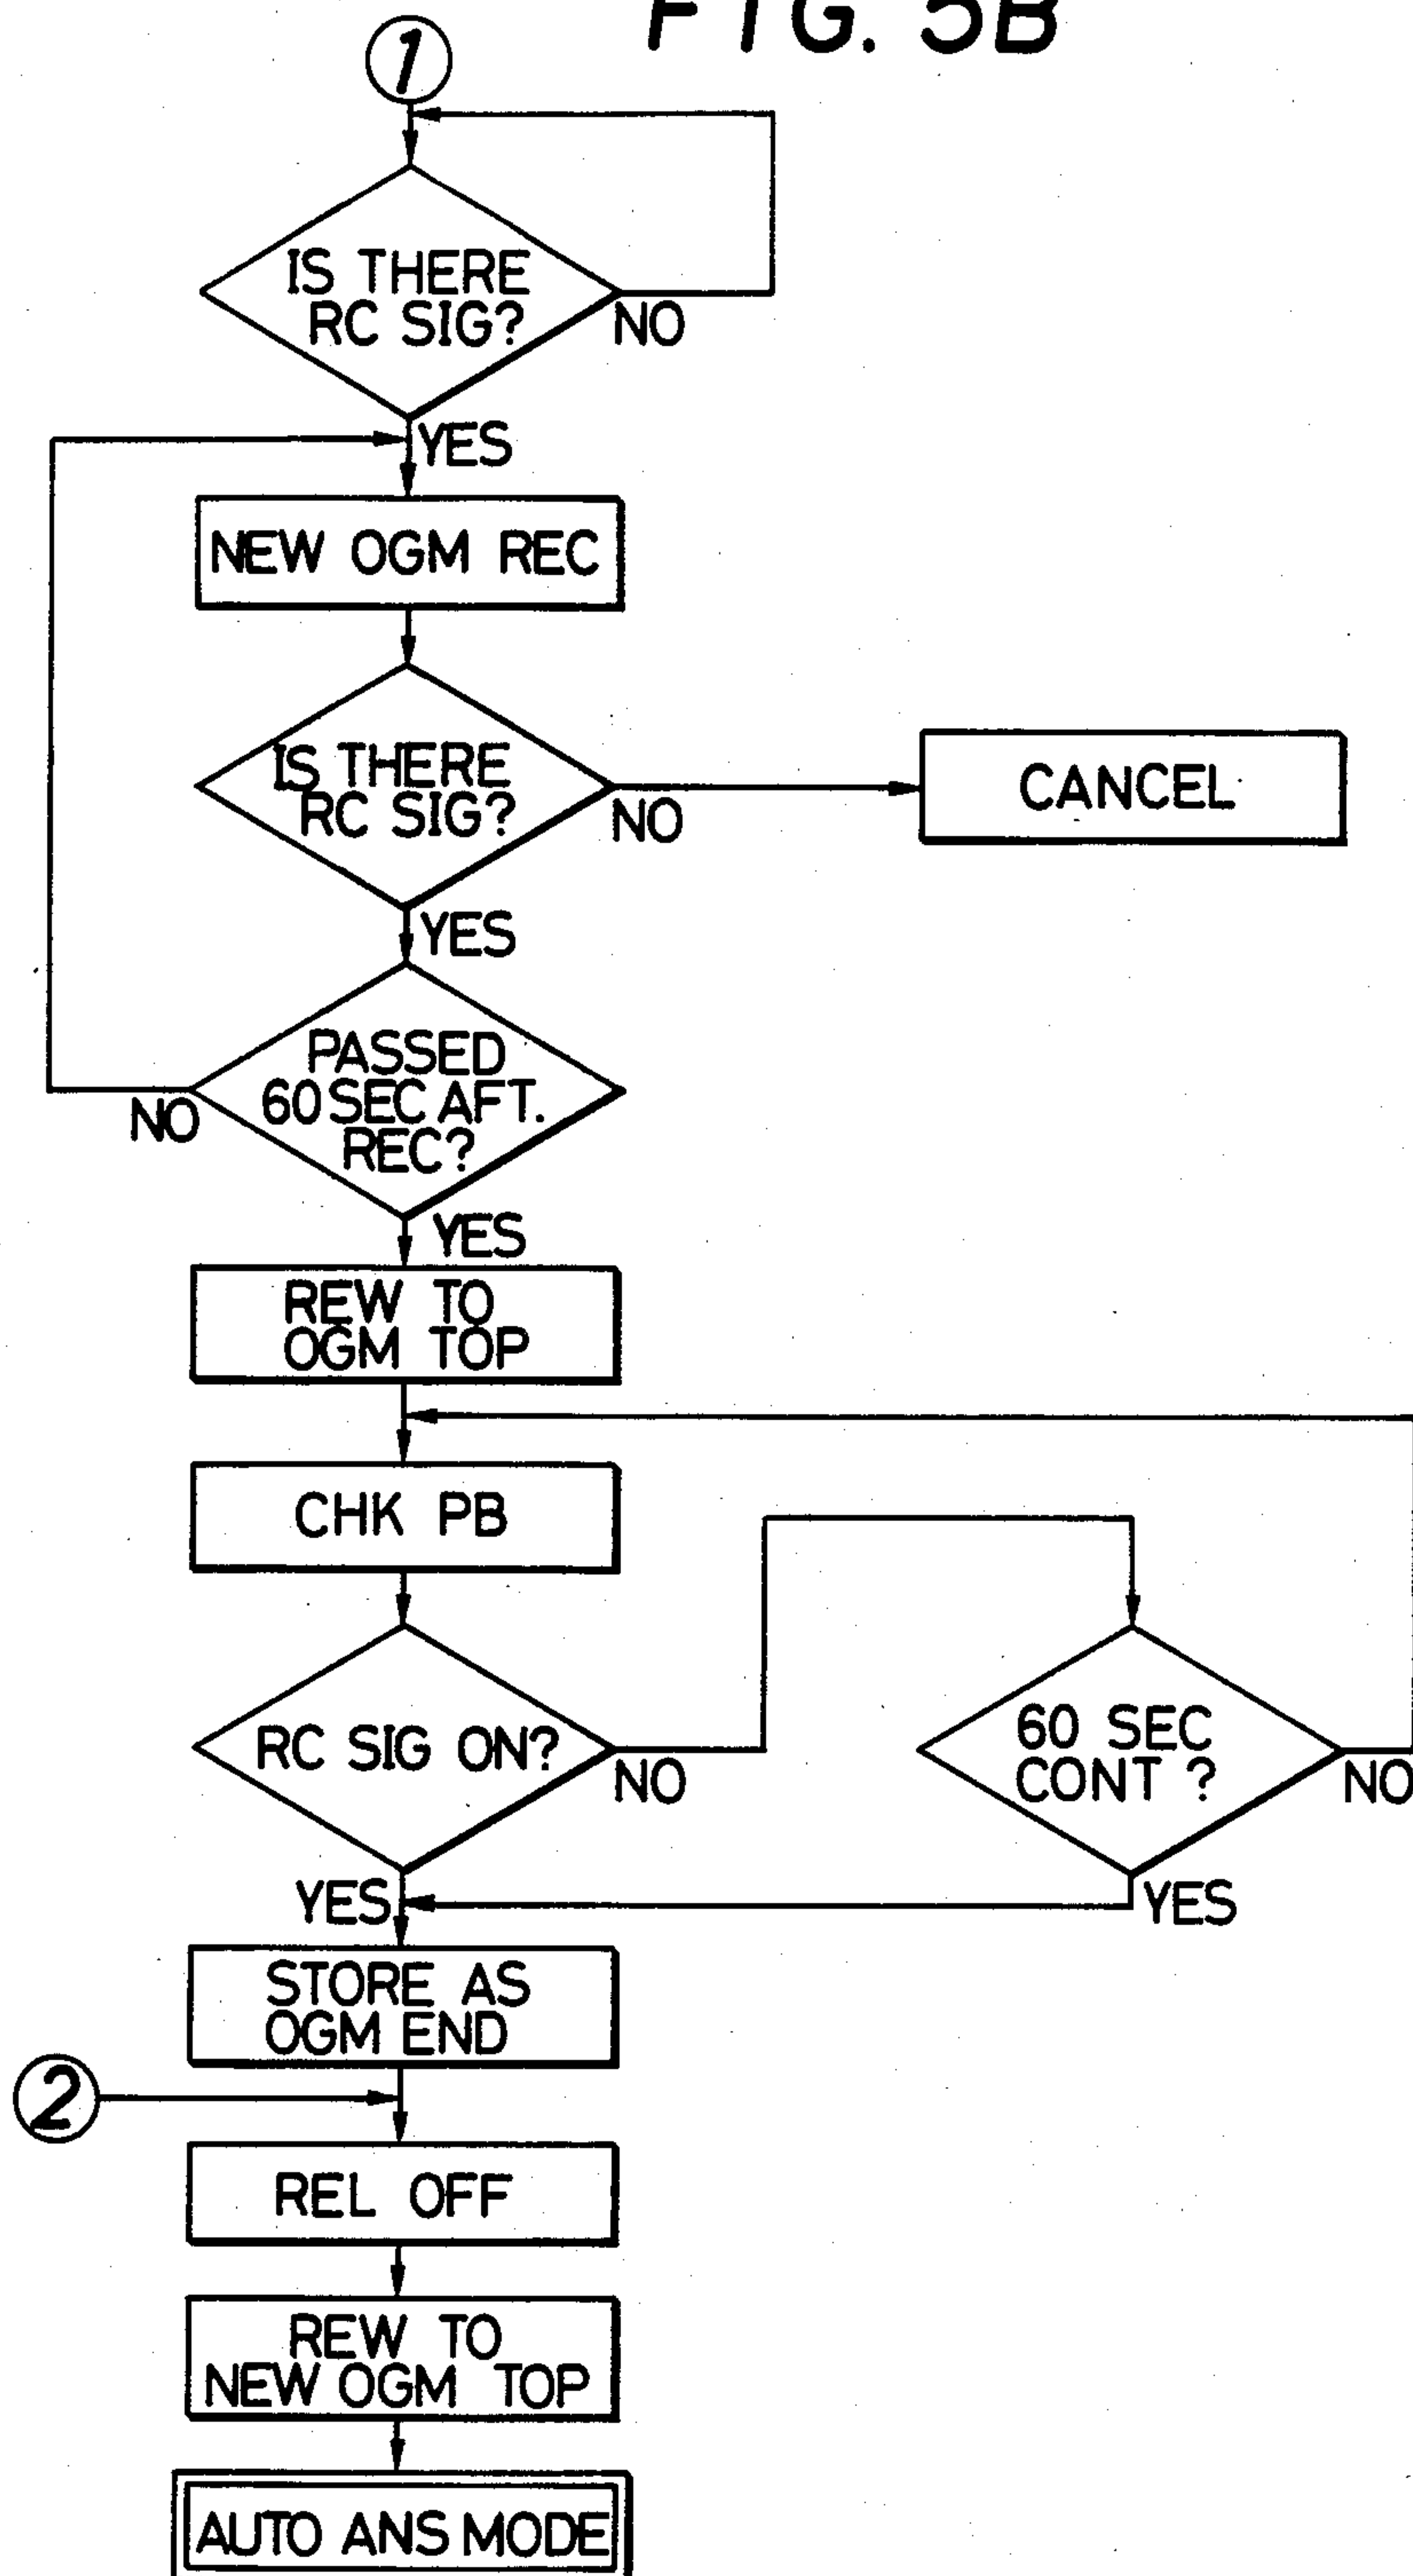 FIG. 5B
1
IS THERE
RC SIG?
NO
YES
NEW OGM REC
IS THERE
RC SIG?
NO
CANCEL
YES
PASSED
60 SEC AFT.
REC?
NO
YES
REW TO
OGM TOP
CHK PB
RC SIG ON?
NO
60 SEC
CONT ?
NO
YES
YES
STORE AS
OGM END
2
REL OFF
REW TO
NEW OGM TOP
AUTO ANS MODE